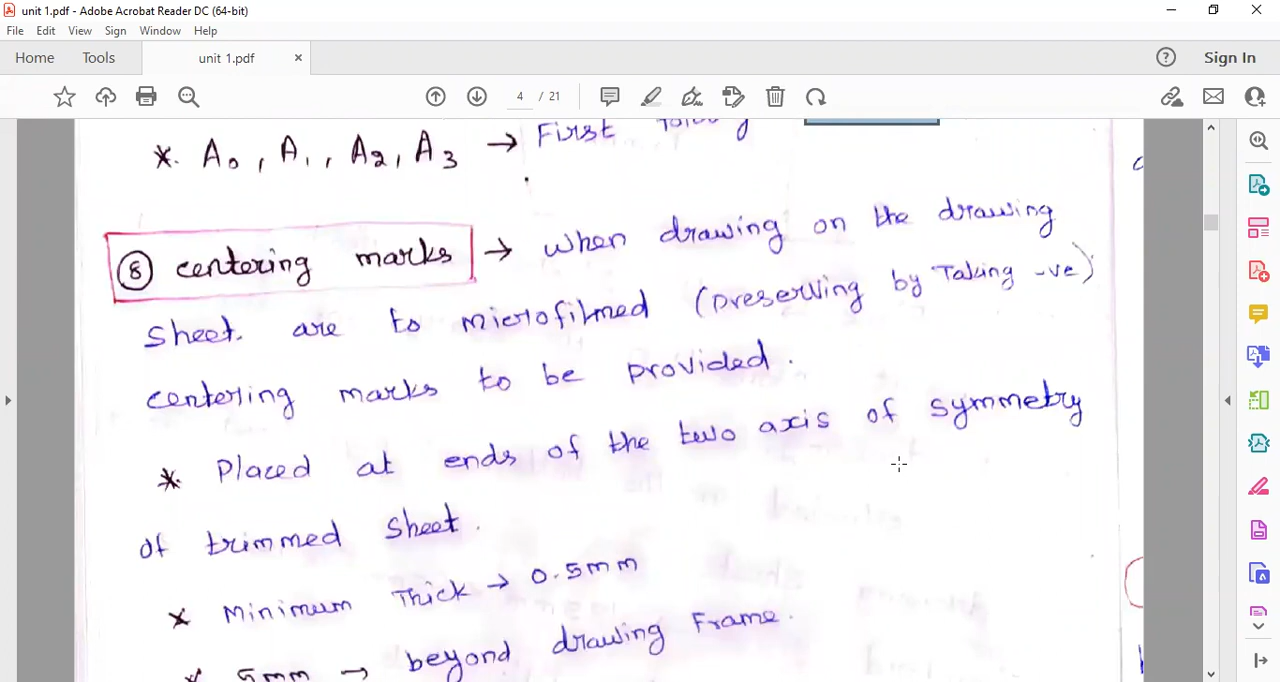 unit 1.pdf - Adobe Acrobat Reader DC (64-bit)
File Edit View Sign Window Help
Home Tools unit 1.pdf × Sign In
4 / 21
* A0, A1, A2, A3 → First
⑧ centering marks → when drawing on the drawing
sheet are to microfilmed (preserving by Taking -ve)
centering marks to be provided.
* Placed at ends of the two axis of symmetry
of trimmed sheet.
* Minimum Thick → 0.5mm
* 5mm → beyond drawing Frame.